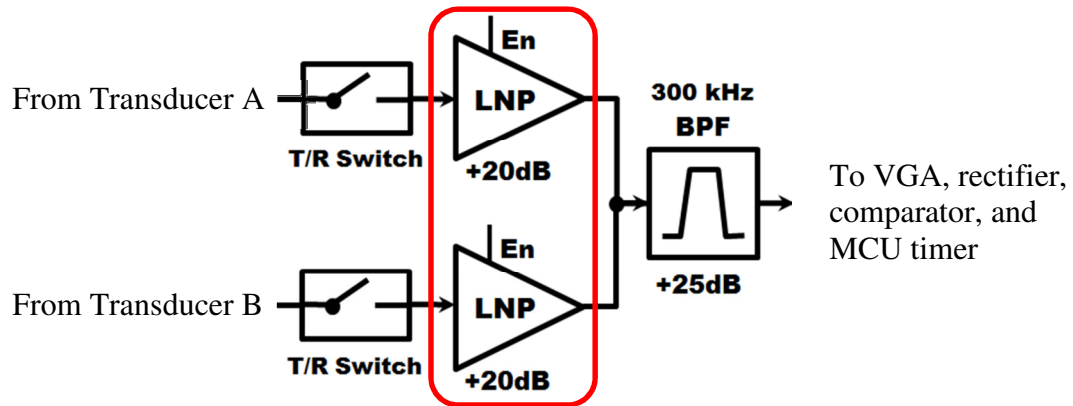 En
From Transducer A
LNP
T/R Switch
+20dB
300 kHz
BPF
+25dB
To VGA, rectifier,
comparator, and
MCU timer
En
From Transducer B
LNP
T/R Switch
+20dB